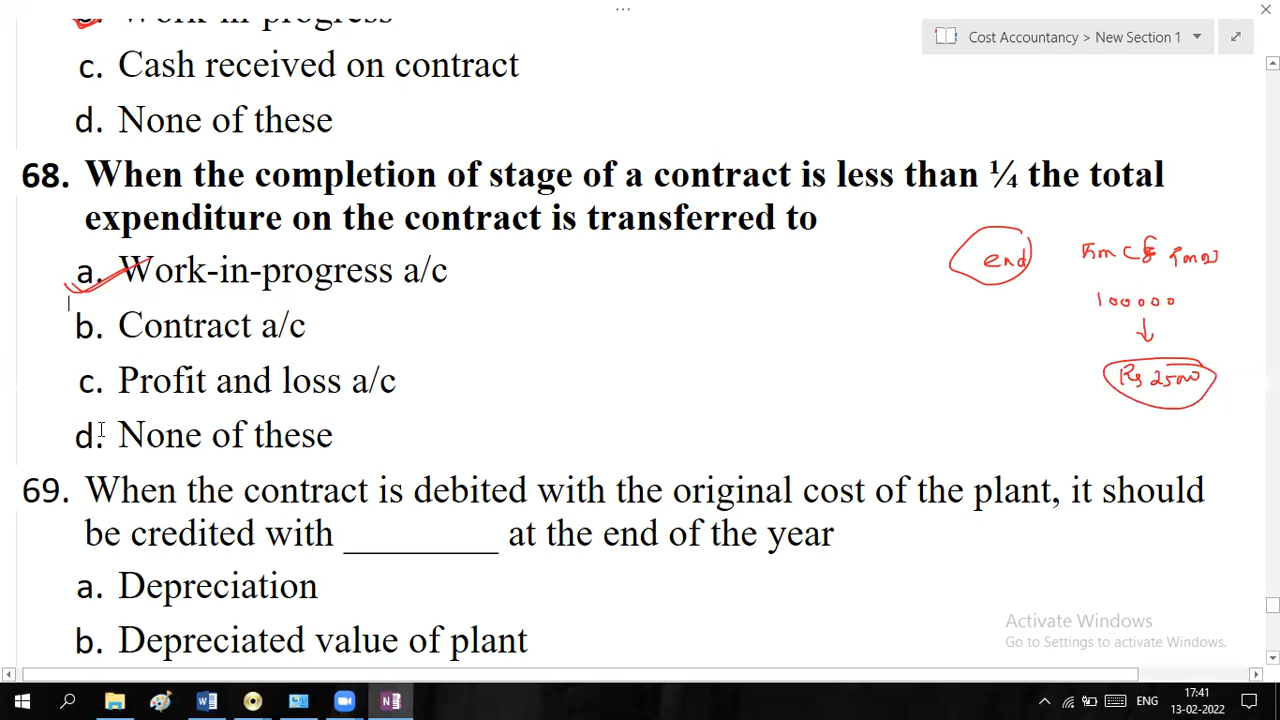 Work-in-progress
Cost Accountancy > New Section 1
c. Cash received on contract
d. None of these
68. When the completion of stage of a contract is less than ¼ the total
expenditure on the contract is transferred to
end
a. Work-in-progress a/c
100000
b. Contract a/c
c. Profit and loss a/c
d. None of these
69. When the contract is debited with the original cost of the plant, it should
be credited with ________ at the end of the year
a. Depreciation
b. Depreciated value of plant
Activate Windows
Go to Settings to activate Windows.
ENG
17:41
13-02-2022